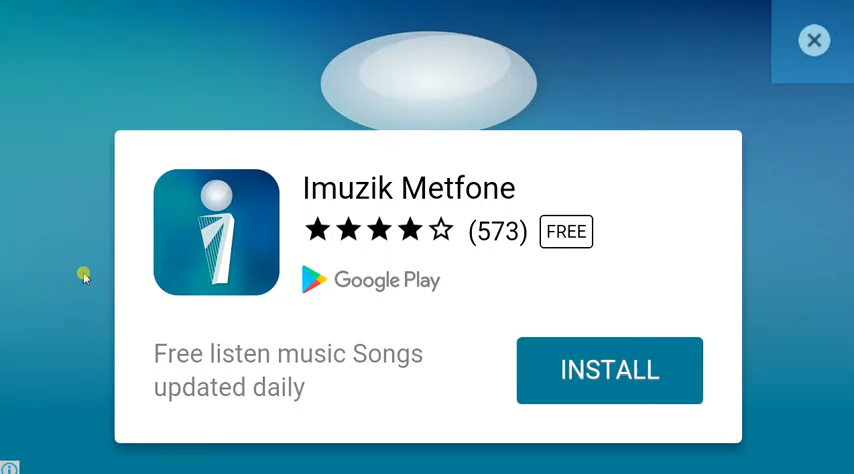 Imuzik Metfone
(573) FREE
Google Play
Free listen music Songs
updated daily
INSTALL